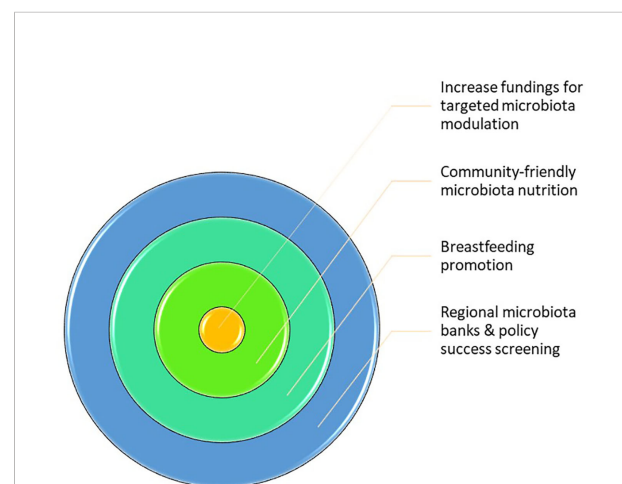 Increase fundings for
targeted microbiota
modulation
Community-friendly
microbiota nutrition
Breastfeeding
promotion
Regional microbiota
banks & policy
success screening